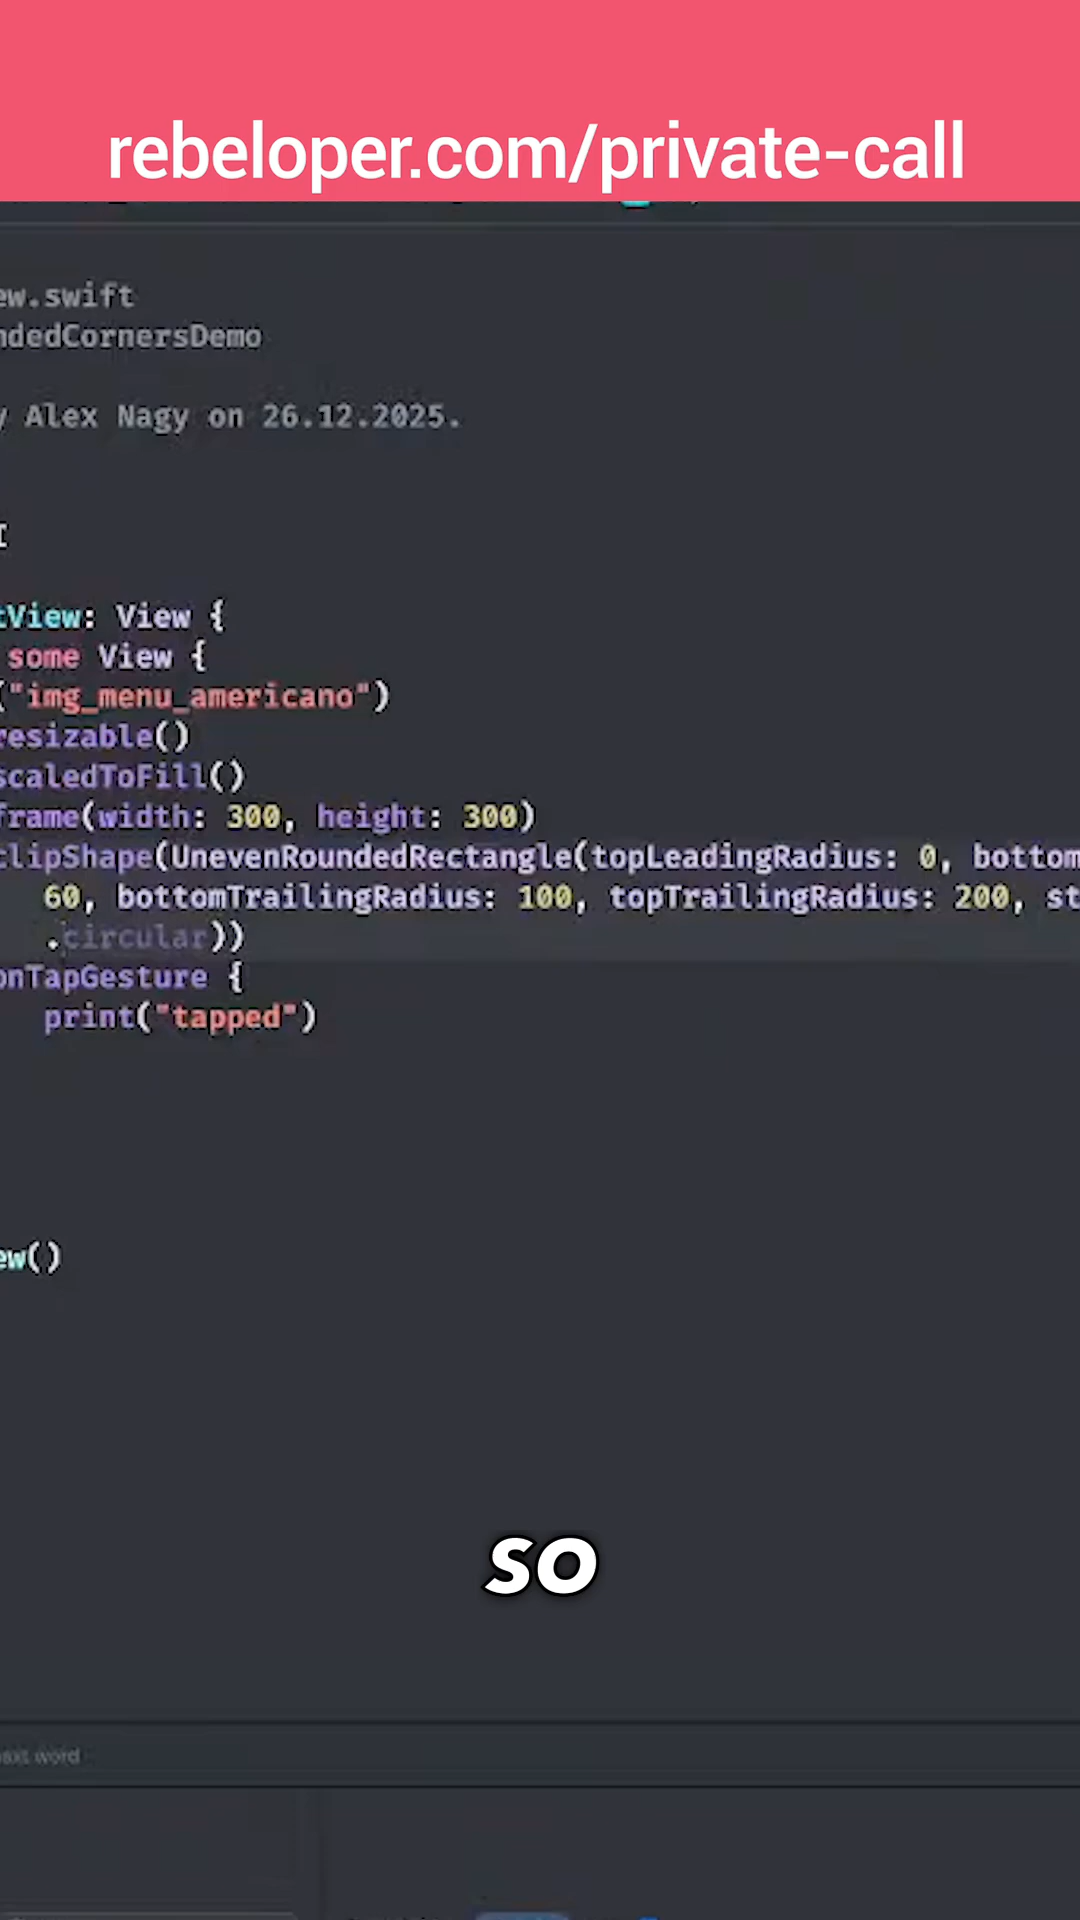 rebeloper.com/private-call
ew.swift
ndedCornersDemo
y Alex Nagy on 26.12.2025.
I
tView: View {
some View {
("img_menu_americano")
resizable()
scaledToFill()
frame(width: 300, height: 300)
clipShape(UnevenRoundedRectangle(topLeadingRadius: 0, bottom
60, bottomTrailingRadius: 100, topTrailingRadius: 200, st
.circular))
onTapGesture {
print("tapped")
ew()
so
next word